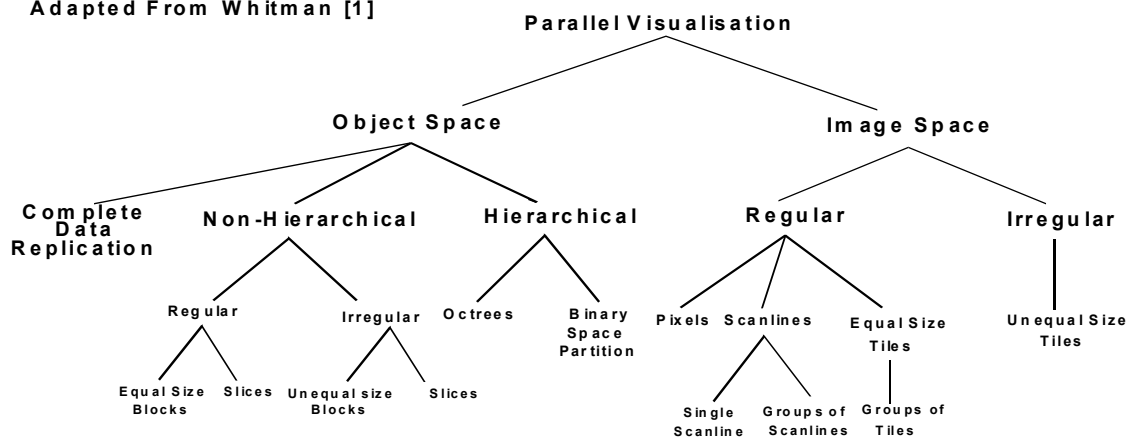 Adapted From Whitman [1]
Parallel Visualisation
Object Space
Image Space
Complete
Data
Replication
Non-Hierarchical
Hierarchical
Regular
Irregular
Regular
Irregular
Octrees
Binary
Space
Partition
Pixels
Scanlines
Equal Size
Tiles
Unequal Size
Tiles
Equal Size
Blocks
Slices
Unequal size
Blocks
Slices
Single
Scanline
Groups of
Scanlines
Groups of
Tiles